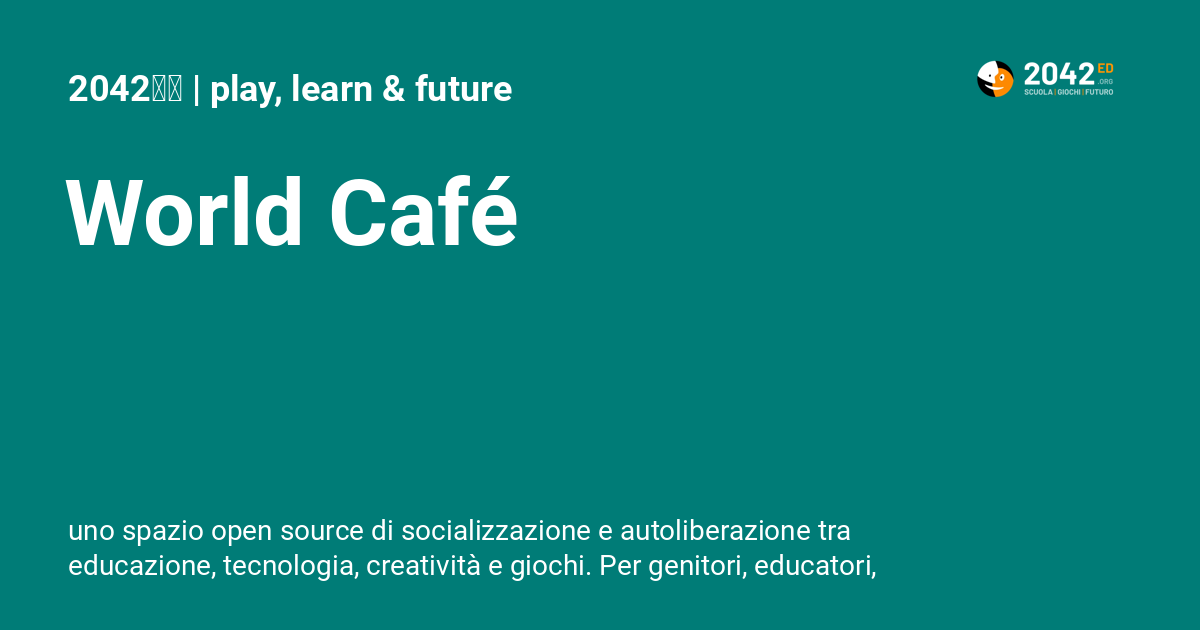 2042 | play, learn & future
2042 ED
.ORG
SCUOLA | GIOCHI | FUTURO
World Café
uno spazio open source di socializzazione e autoliberazione tra
educazione, tecnologia, creatività e giochi. Per genitori, educatori,